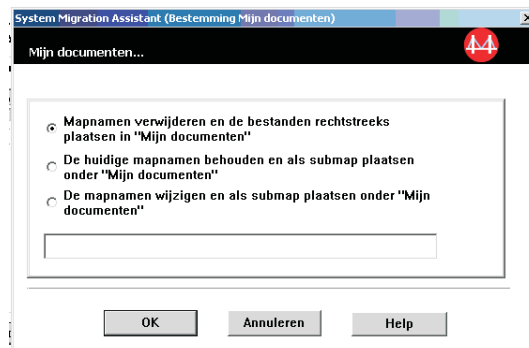 System Migration Assistant (Bestemming Mijn documenten)
Mijn documenten...
Mapnamen verwijderen en de bestanden rechtstreeks
plaatsen in "Mijn documenten"
De huidige mapnamen behouden en als submap plaatsen
onder "Mijn documenten"
De mapnamen wijzigen en als submap plaatsen onder "Mijn
documenten"
OK Annuleren Help